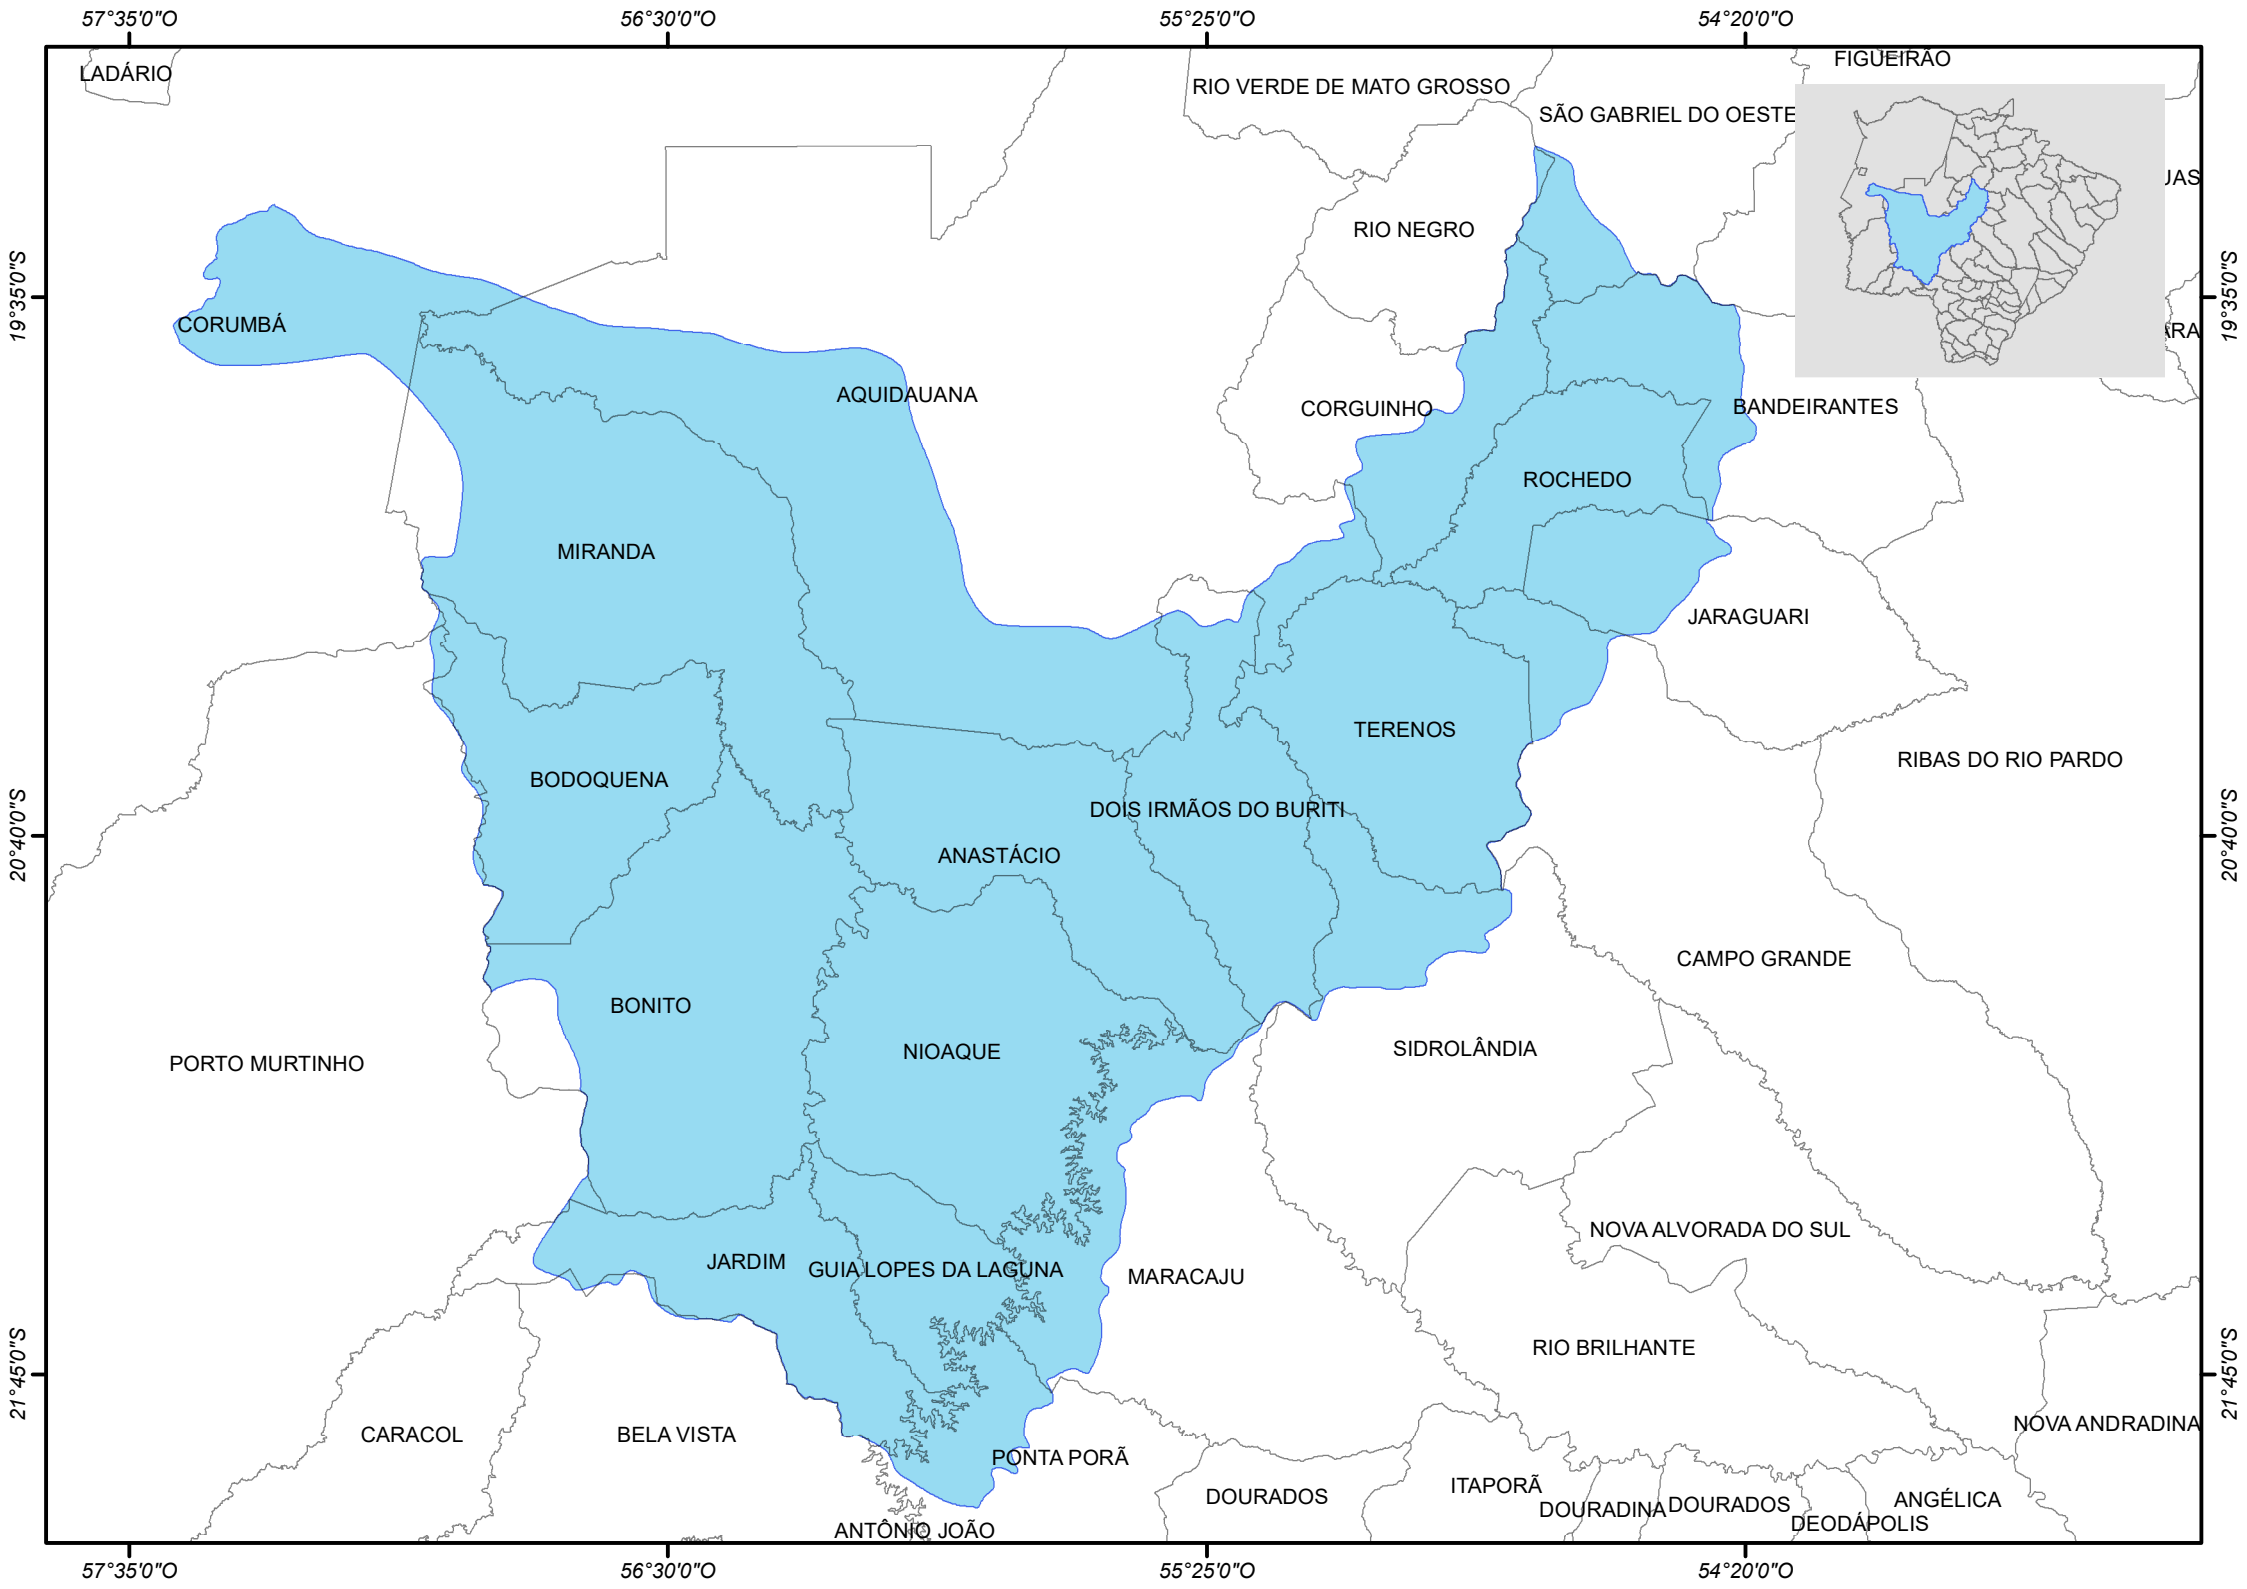 57°35'0"O
56°30'0"O
55°25'0"O
54°20'0"O
FIGUEIRÃO
LADÁRIO
RIO VERDE DE MATO GROSSO
SÃO GABRIEL DO OESTE
RIO NEGRO
19°35'0"S
19°35'0"S
CORUMBÁ
AQUIDAUANA
CORGUINHO
BANDEIRANTES
ROCHEDO
MIRANDA
JARAGUARI
TERENOS
RIBAS DO RIO PARDO
BODOQUENA
DOIS IRMÃOS DO BURITI
20°40'0"S
20°40'0"S
ANASTÁCIO
CAMPO GRANDE
BONITO
SIDROLÂNDIA
NIOAQUE
PORTO MURTINHO
NOVA ALVORADA DO SUL
JARDIM
GUIA LOPES DA LAGUNA
MARACAJU
RIO BRILHANTE
21°45'0"S
21°45'0"S
NOVA ANDRADINA
CARACOL
BELA VISTA
PONTA PORÃ
ITAPORÃ
DOURADOS
ANGÉLICA
DOURADINA
DOURADOS
DEODÁPOLIS
ANTÔNIO JOÃO
57°35'0"O
56°30'0"O
55°25'0"O
54°20'0"O